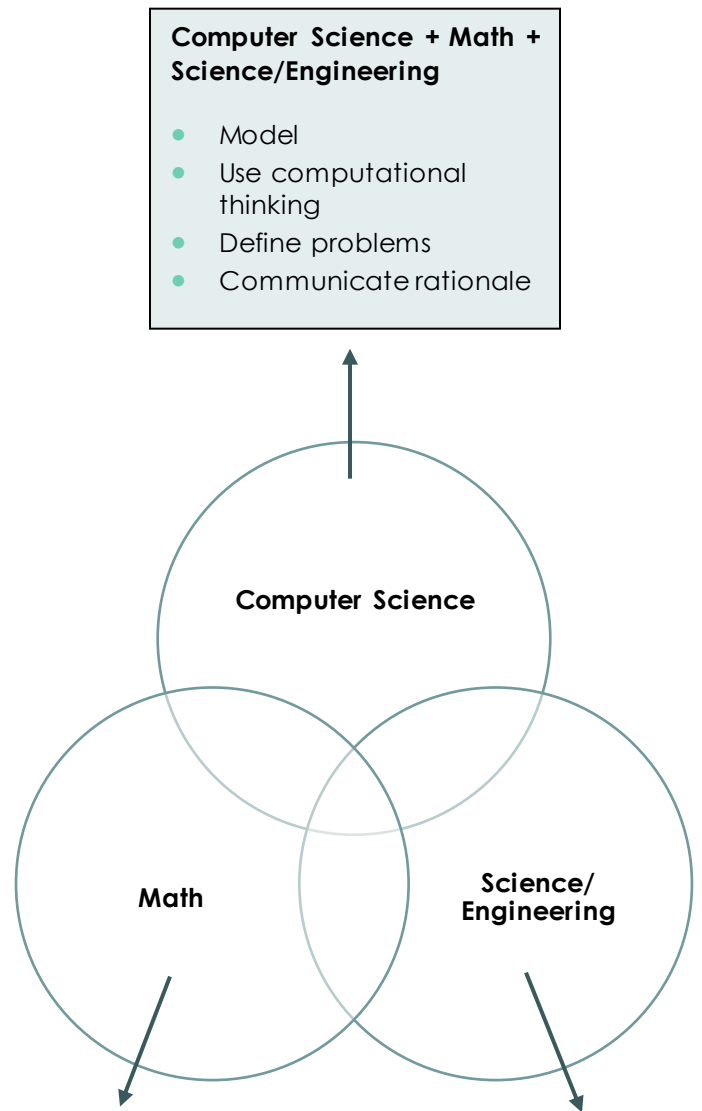 Computer Science + Math +
Science/Engineering
• Model
• Use computational
thinking
• Define problems
• Communicate rationale
Computer Science
Math
Science/
Engineering